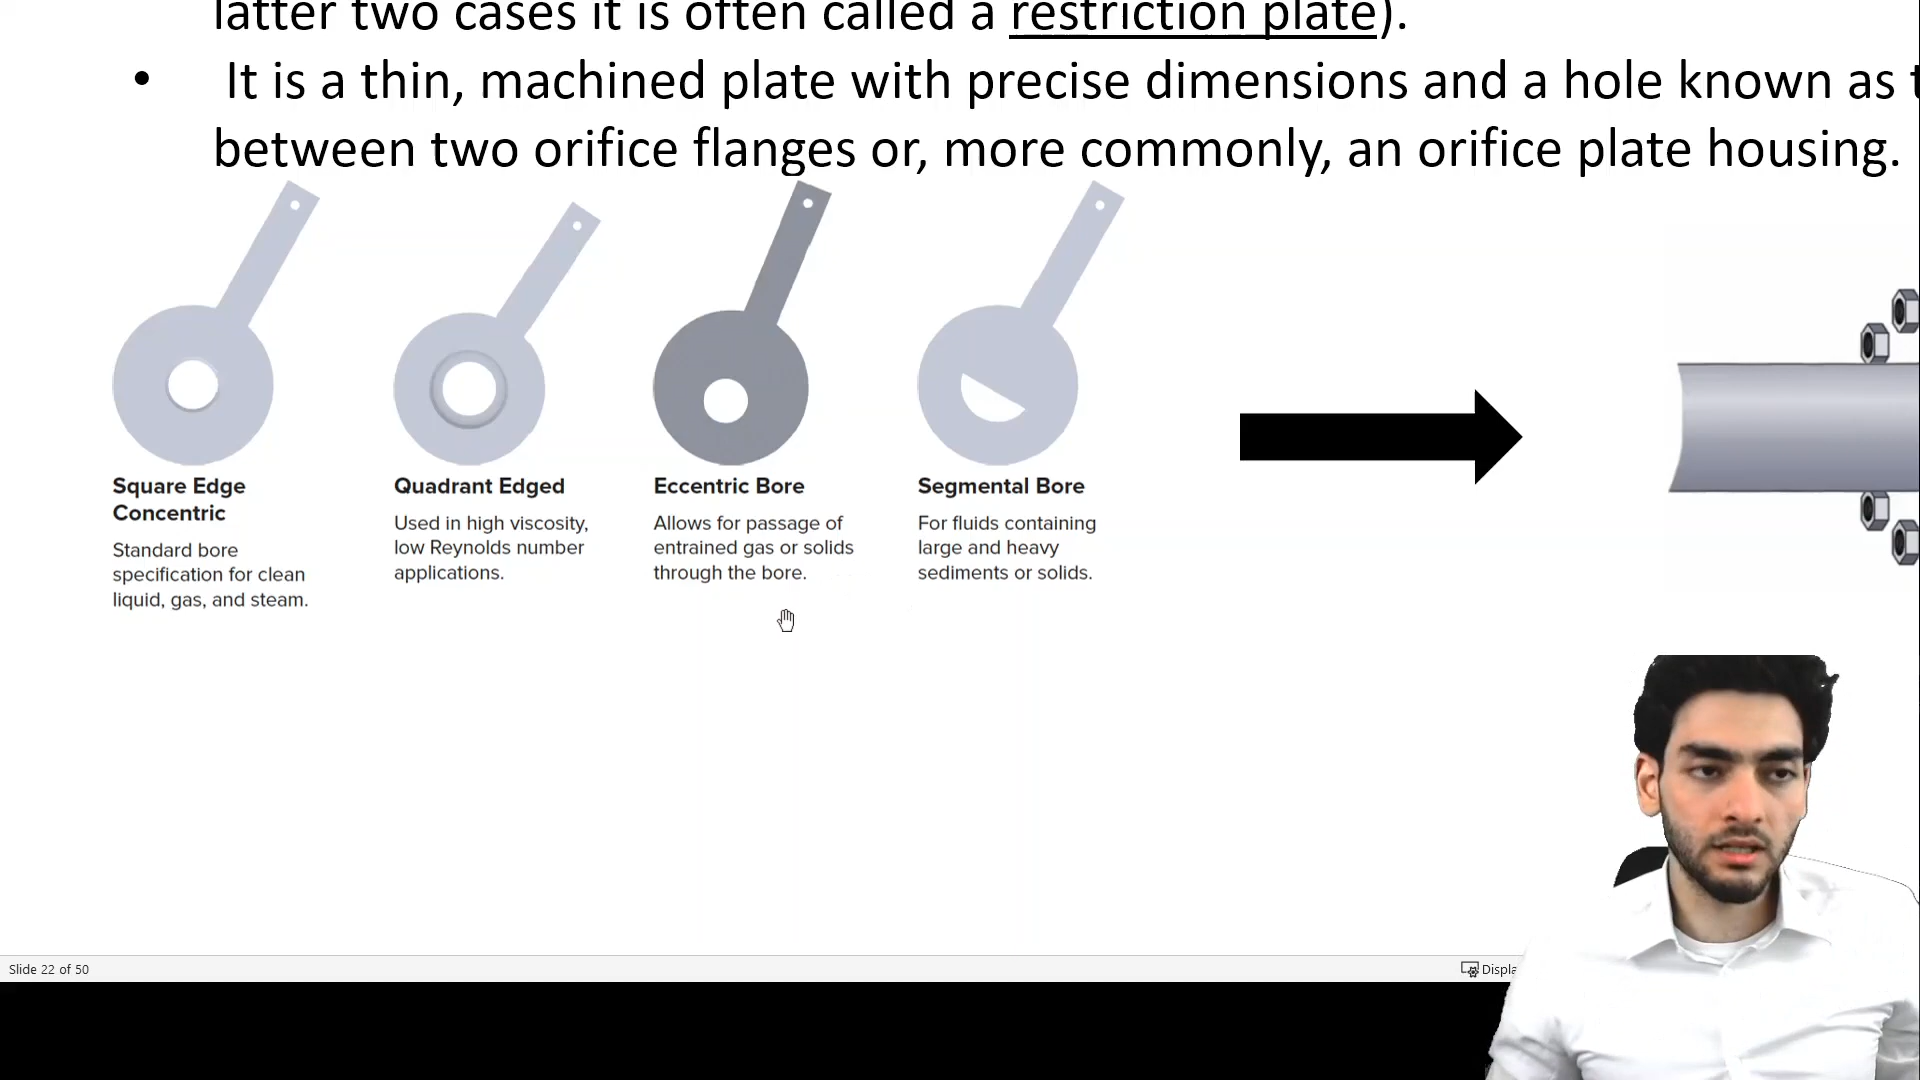 latter two cases it is often called a restriction plate).
• It is a thin, machined plate with precise dimensions and a hole known as
between two orifice flanges or, more commonly, an orifice plate housing.
Square Edge
Concentric
Standard bore
specification for clean
liquid, gas, and steam.
Quadrant Edged
Used in high viscosity,
low Reynolds number
applications.
Eccentric Bore
Allows for passage of
entrained gas or solids
through the bore.
Segmental Bore
For fluids containing
large and heavy
sediments or solids.
Slide 22 of 50
Displa